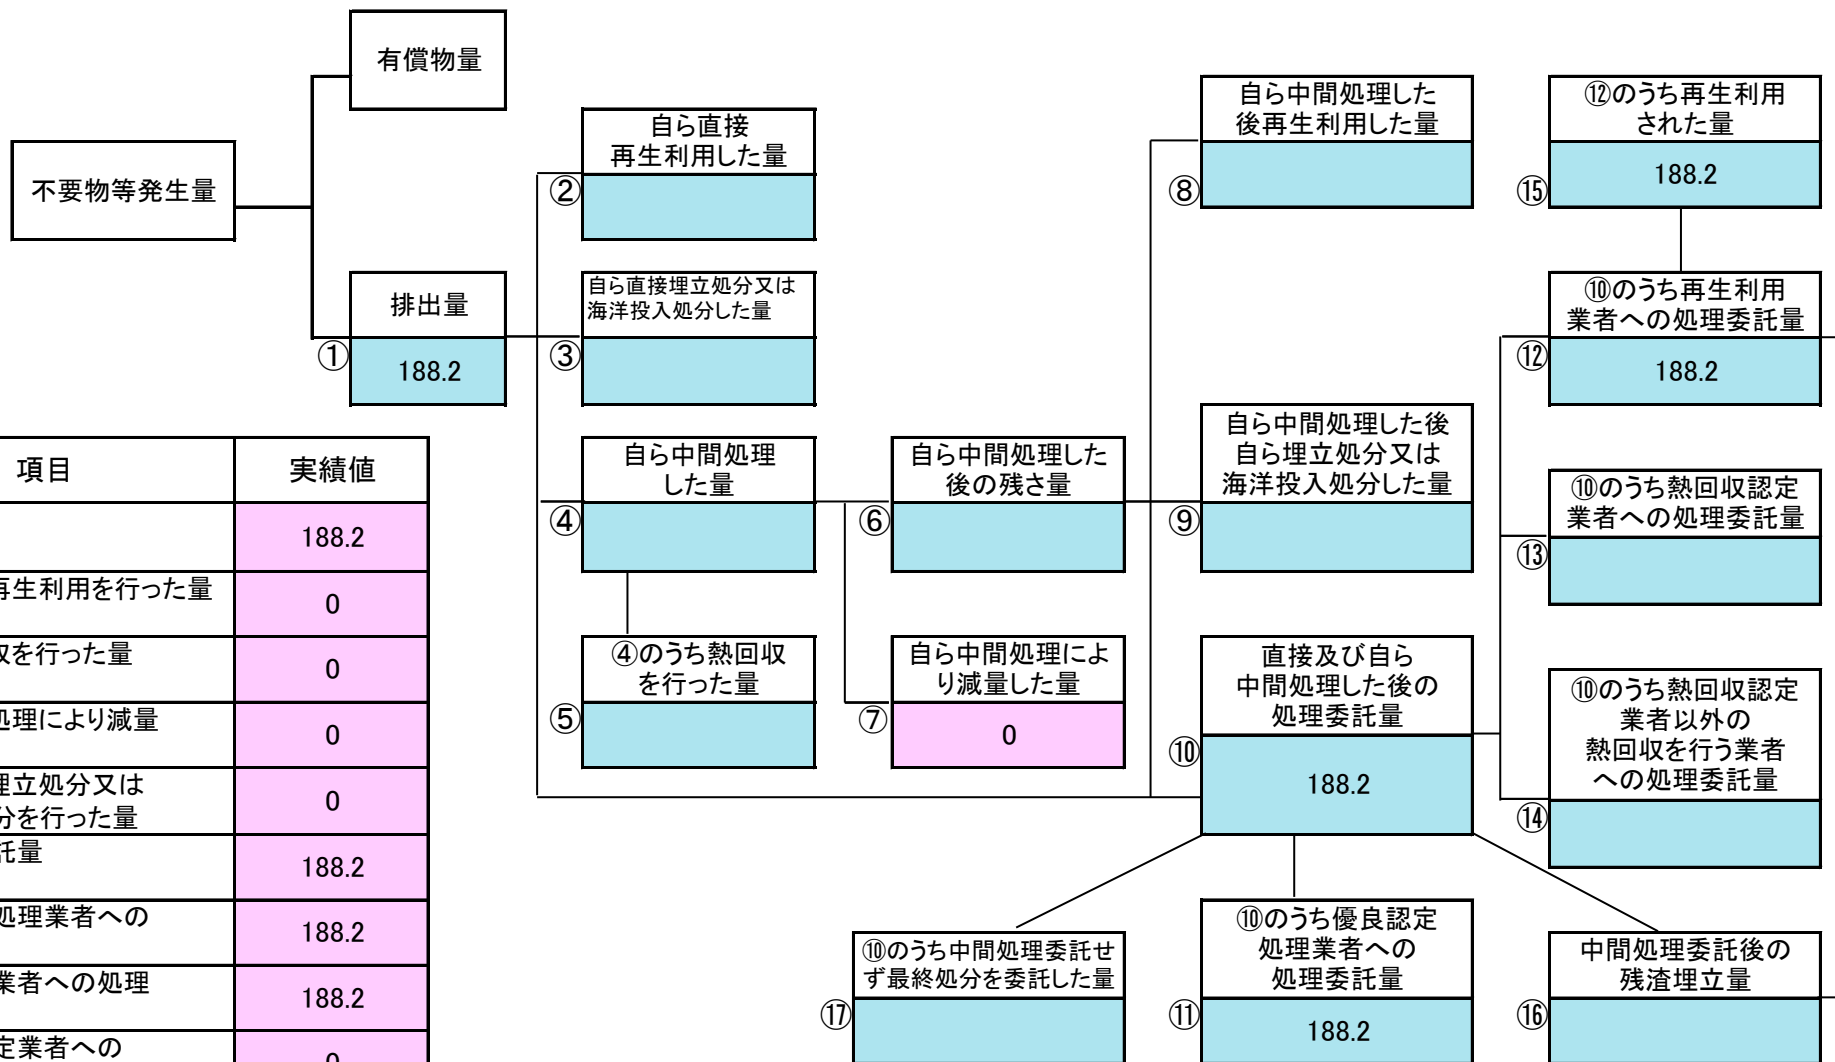 有償物量
不要物等発生量
排出量
①
188.2
自ら直接
再生利用した量
②
自ら直接埋立処分又は
海洋投入処分した量
③
自ら中間処理
した量
④
④のうち熱回収
を行った量
⑤
自ら中間処理した
後の残さ量
⑥
自ら中間処理によ
り減量した量
⑦
0
自ら中間処理した
後再生利用した量
⑧
自ら中間処理した後
自ら埋立処分又は
海洋投入処分した量
⑨
直接及び自ら
中間処理した後の
処理委託量
⑩
188.2
⑫のうち再生利用
された量
⑮
188.2
⑩のうち再生利用
業者への処理委託量
⑫
188.2
⑩のうち熱回収認定
業者への処理委託量
⑬
⑩のうち熱回収認定
業者以外の
熱回収を行う業者
への処理委託量
⑭
⑩のうち中間処理委託せ
ず最終処分を委託した量
⑰
⑩のうち優良認定
処理業者への
処理委託量
⑪
188.2
中間処理委託後の
残渣埋立量
⑯
項目
実績値
188.2
再生利用を行った量
0
を行った量
0
処理により減量
0
埋立処分又は
分を行った量
0
託量
188.2
処理業者への
188.2
業者への処理
188.2
定業者への
0